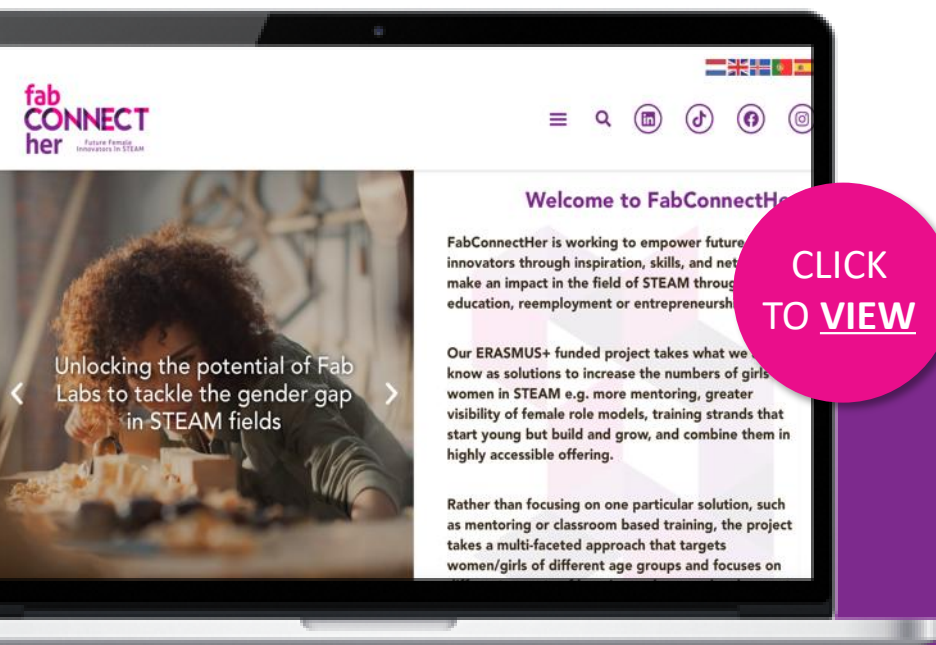 fab
CONNECT
her
Future Female
Innovators In STEAM
Unlocking the potential of Fab
Labs to tackle the gender gap
in STEAM fields
Welcome to FabConnectHe
FabConnectHer is working to empower future
innovators through inspiration, skills, and
make an impact in the field of STEAM
education, reemployment or
Our ERASMUS+ funded project takes what we
know as solutions to increase the numbers of girls
women in STEAM e.g. more mentoring, greater
visibility of female role models, training strands that
start young but build and grow, and combine them in
highly accessible offering.
Rather than focusing on one particular solution, such
as mentoring or classroom based training, the project
takes a multi-faceted approach that targets
women/girls of different age groups and focuses on
CLICK
TO VIEW